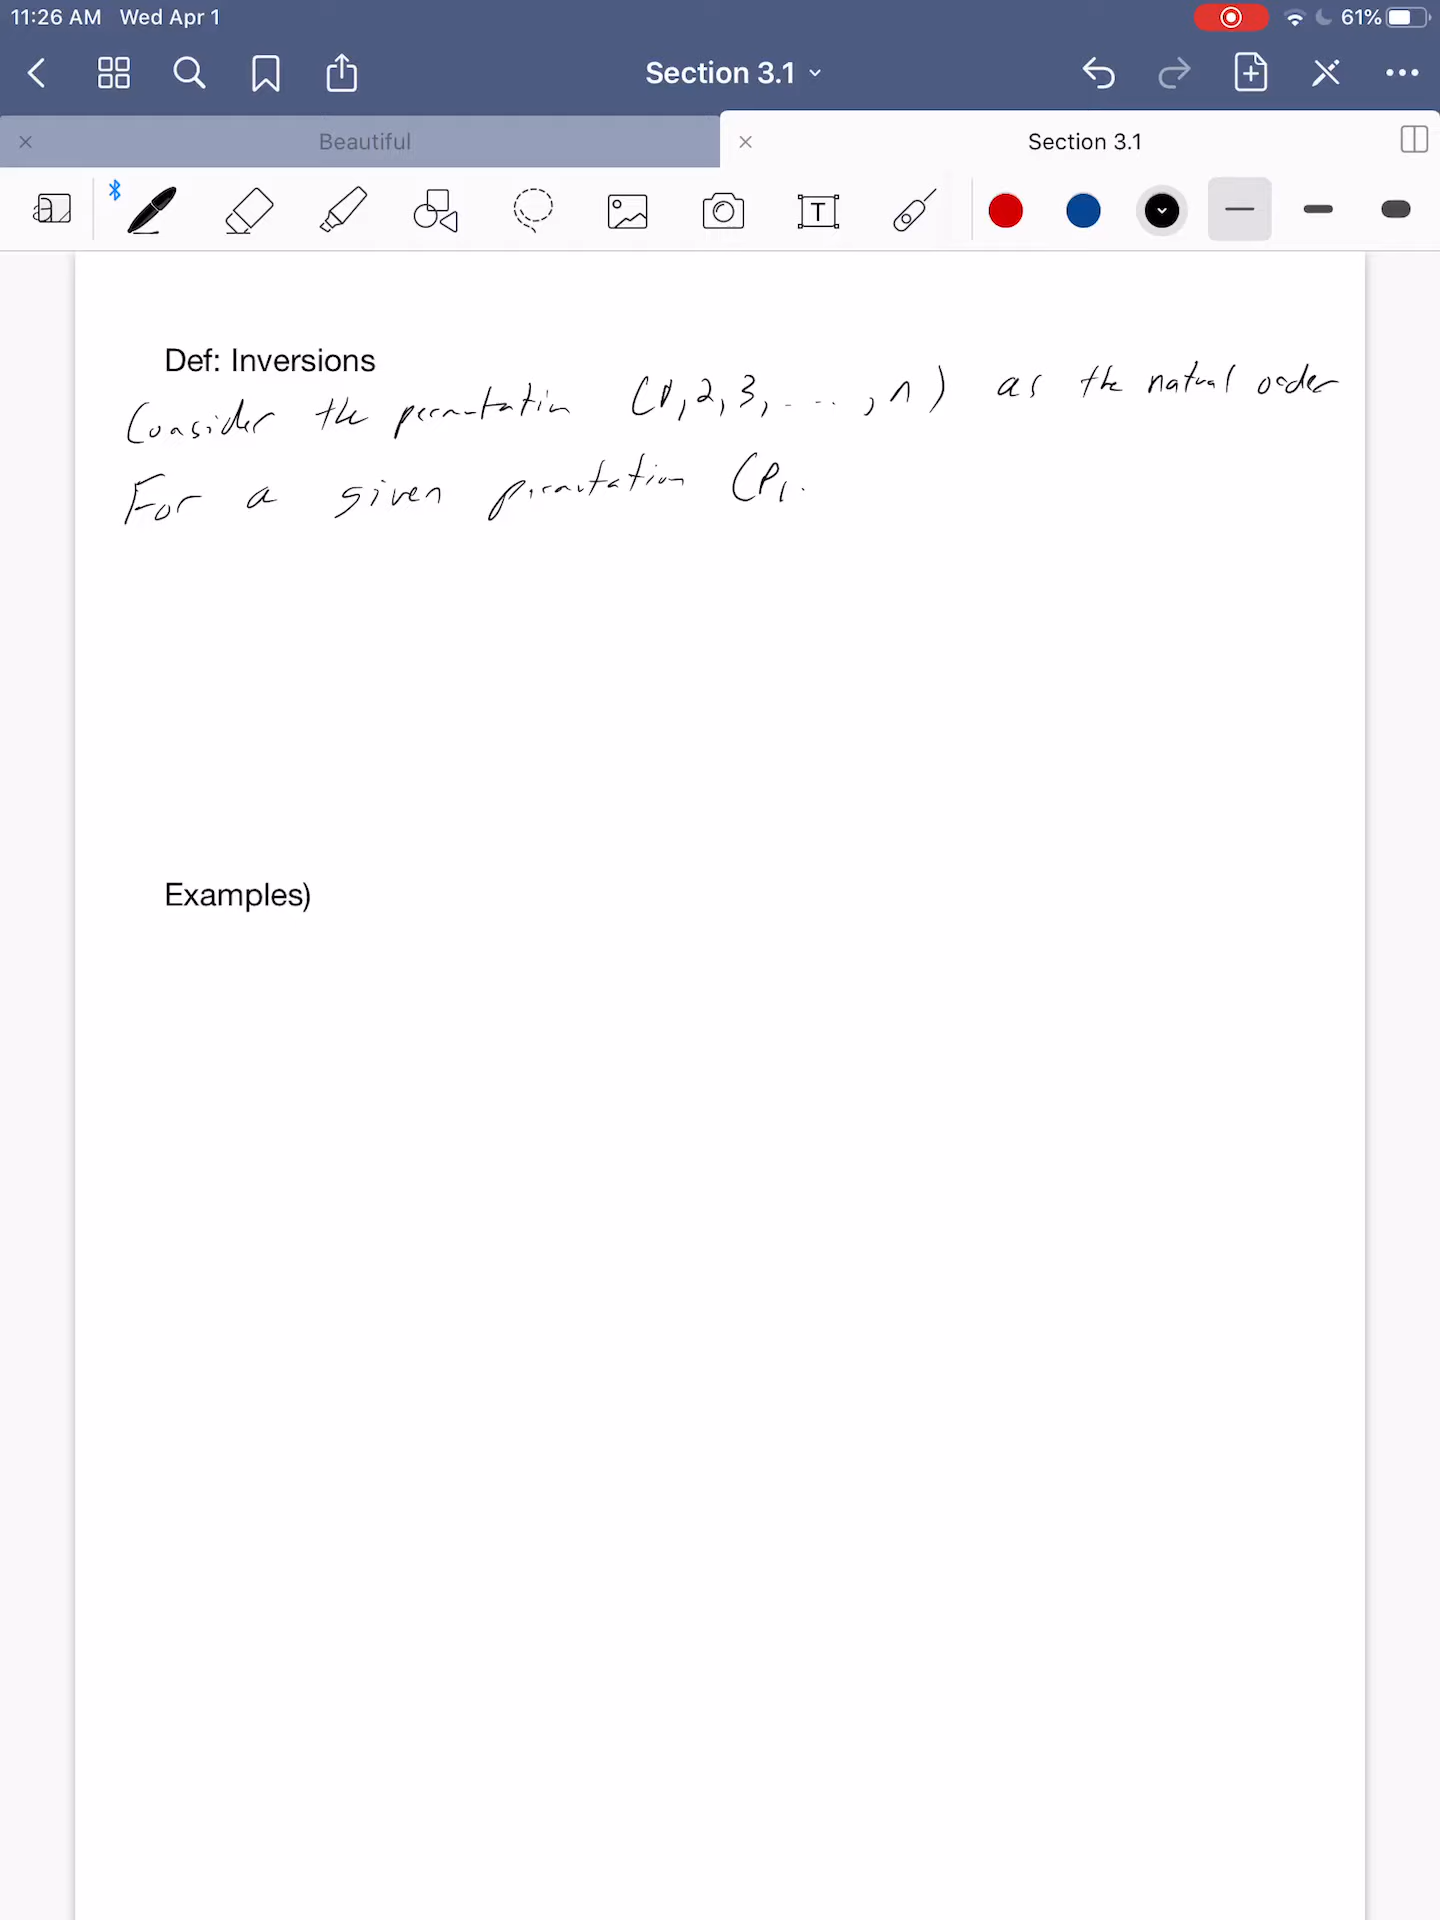 11:26 AM Wed Apr 1
61%
Section 3.1
Beautiful
Section 3.1
T
Def: Inversions
Consider the permutation (1, 2, 3, ...., n) as the natural order
For a given permutation (P1.
Examples)